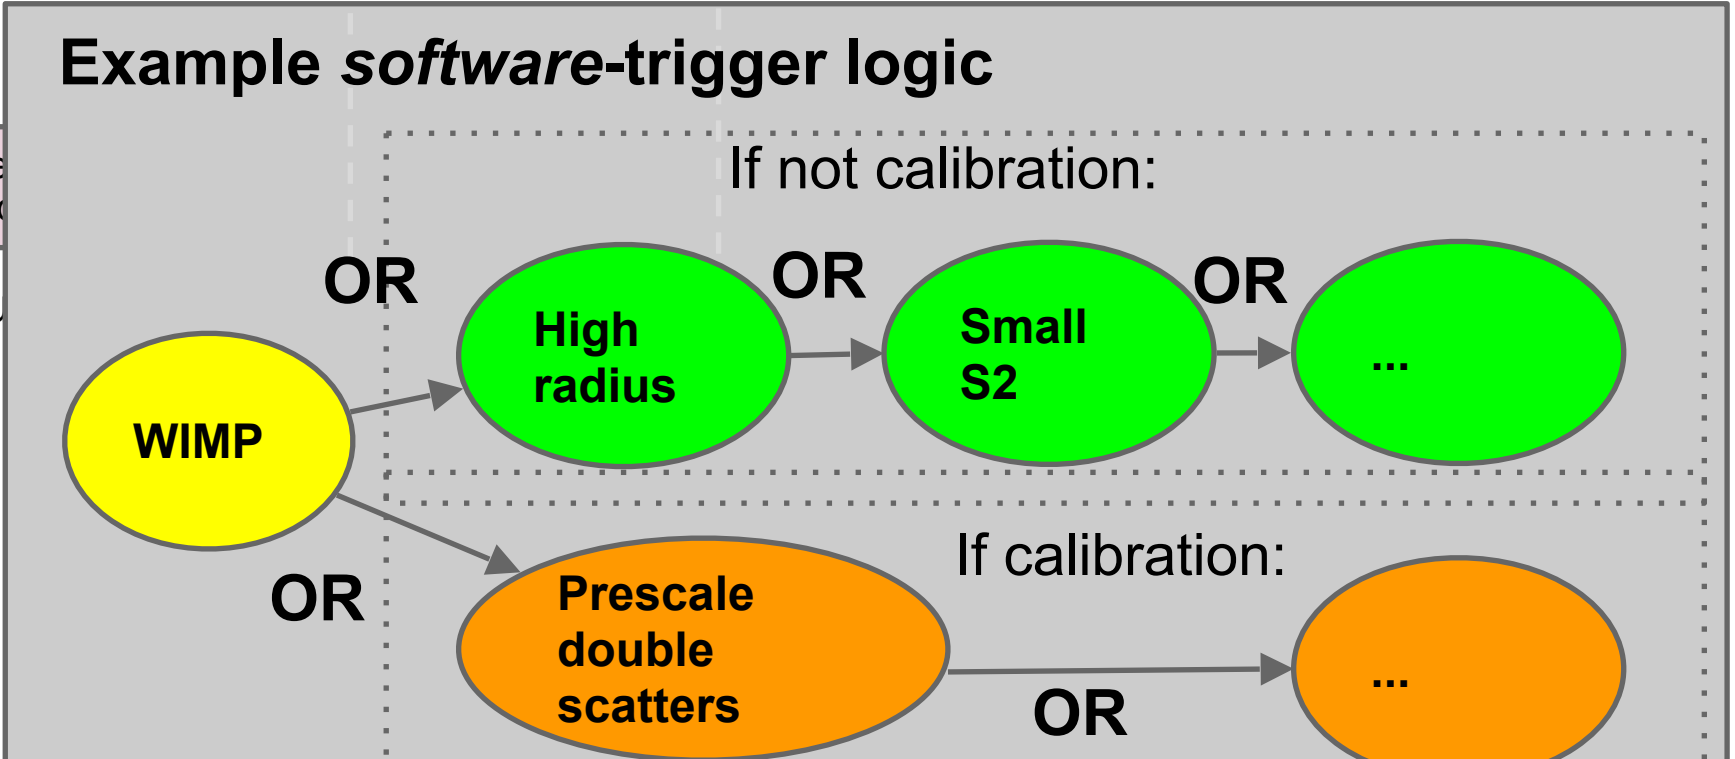 Example software-trigger logic
If not calibration:
OR
OR
OR
High
radius
Small
S2
...
WIMP
If calibration:
OR
Prescale
double
scatters
...
OR